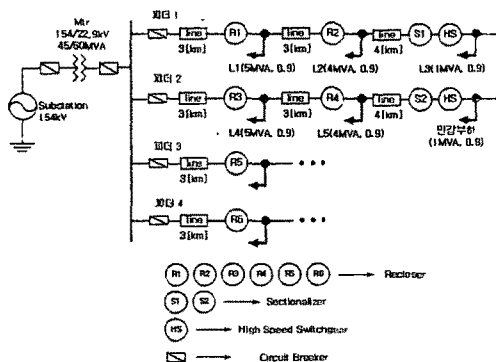 Mtr
154/22.9kV
45/60MVA
Substation
154kV
피더 1
line
3[km]
R1
line
3[km]
R2
line
4[km]
S1
HS
L1(5MVA, 0.9)
L2(4MVA, 0.9)
L3(1MVA, 0.9)
피더 2
line
3[km]
R3
line
3[km]
R4
line
4[km]
S2
HS
L4(5MVA, 0.9)
L5(4MVA, 0.9)
민감부하
(1MVA, 0.9)
피더 3
line
3[km]
R5
피더 4
line
3[km]
R6
R1 R2 R3 R4 R5 R6 Recloser
S1 S2 Sectionalizer
HS High Speed Switchgear
Circuit Breaker